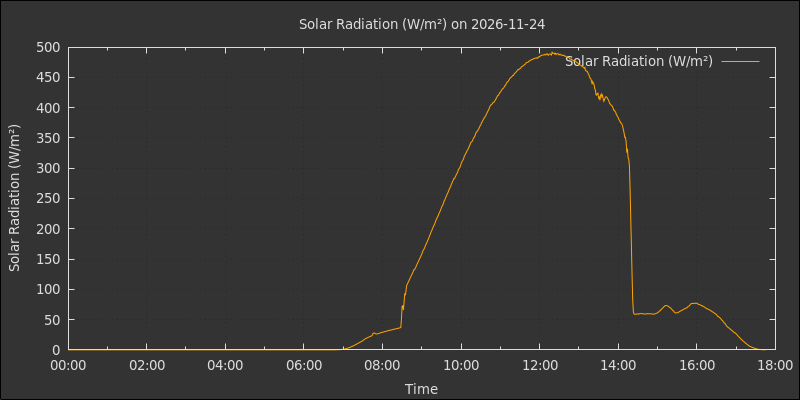 Solar Radiation (W/m²) on 2026-11-24
Solar Radiation (W/m²)
Solar Radiation (W/m²)
500
450
400
350
300
250
200
150
100
50
0
00:00 02:00 04:00 06:00 08:00 10:00 12:00 14:00 16:00 18:00
Time